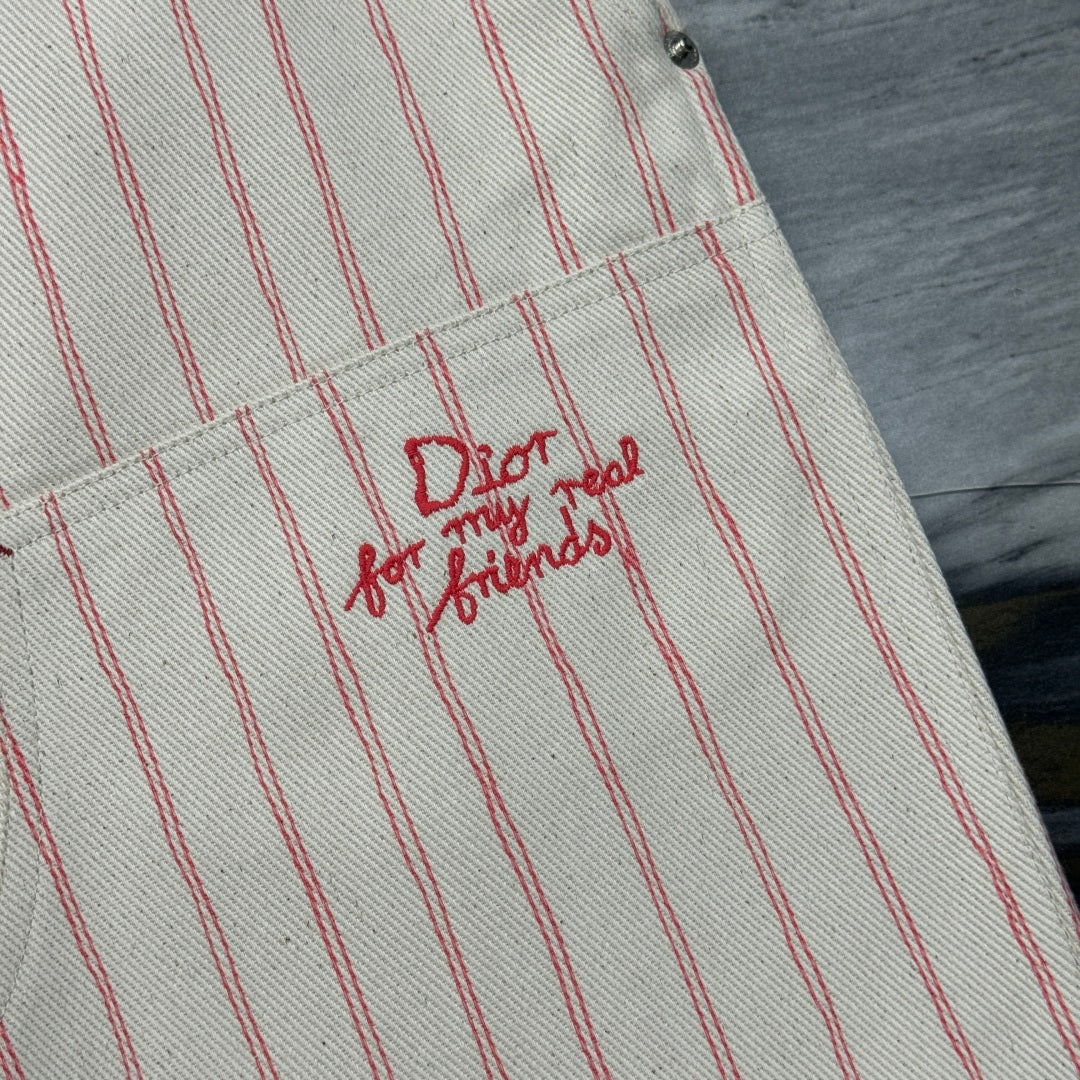 Dior
for my real
friends